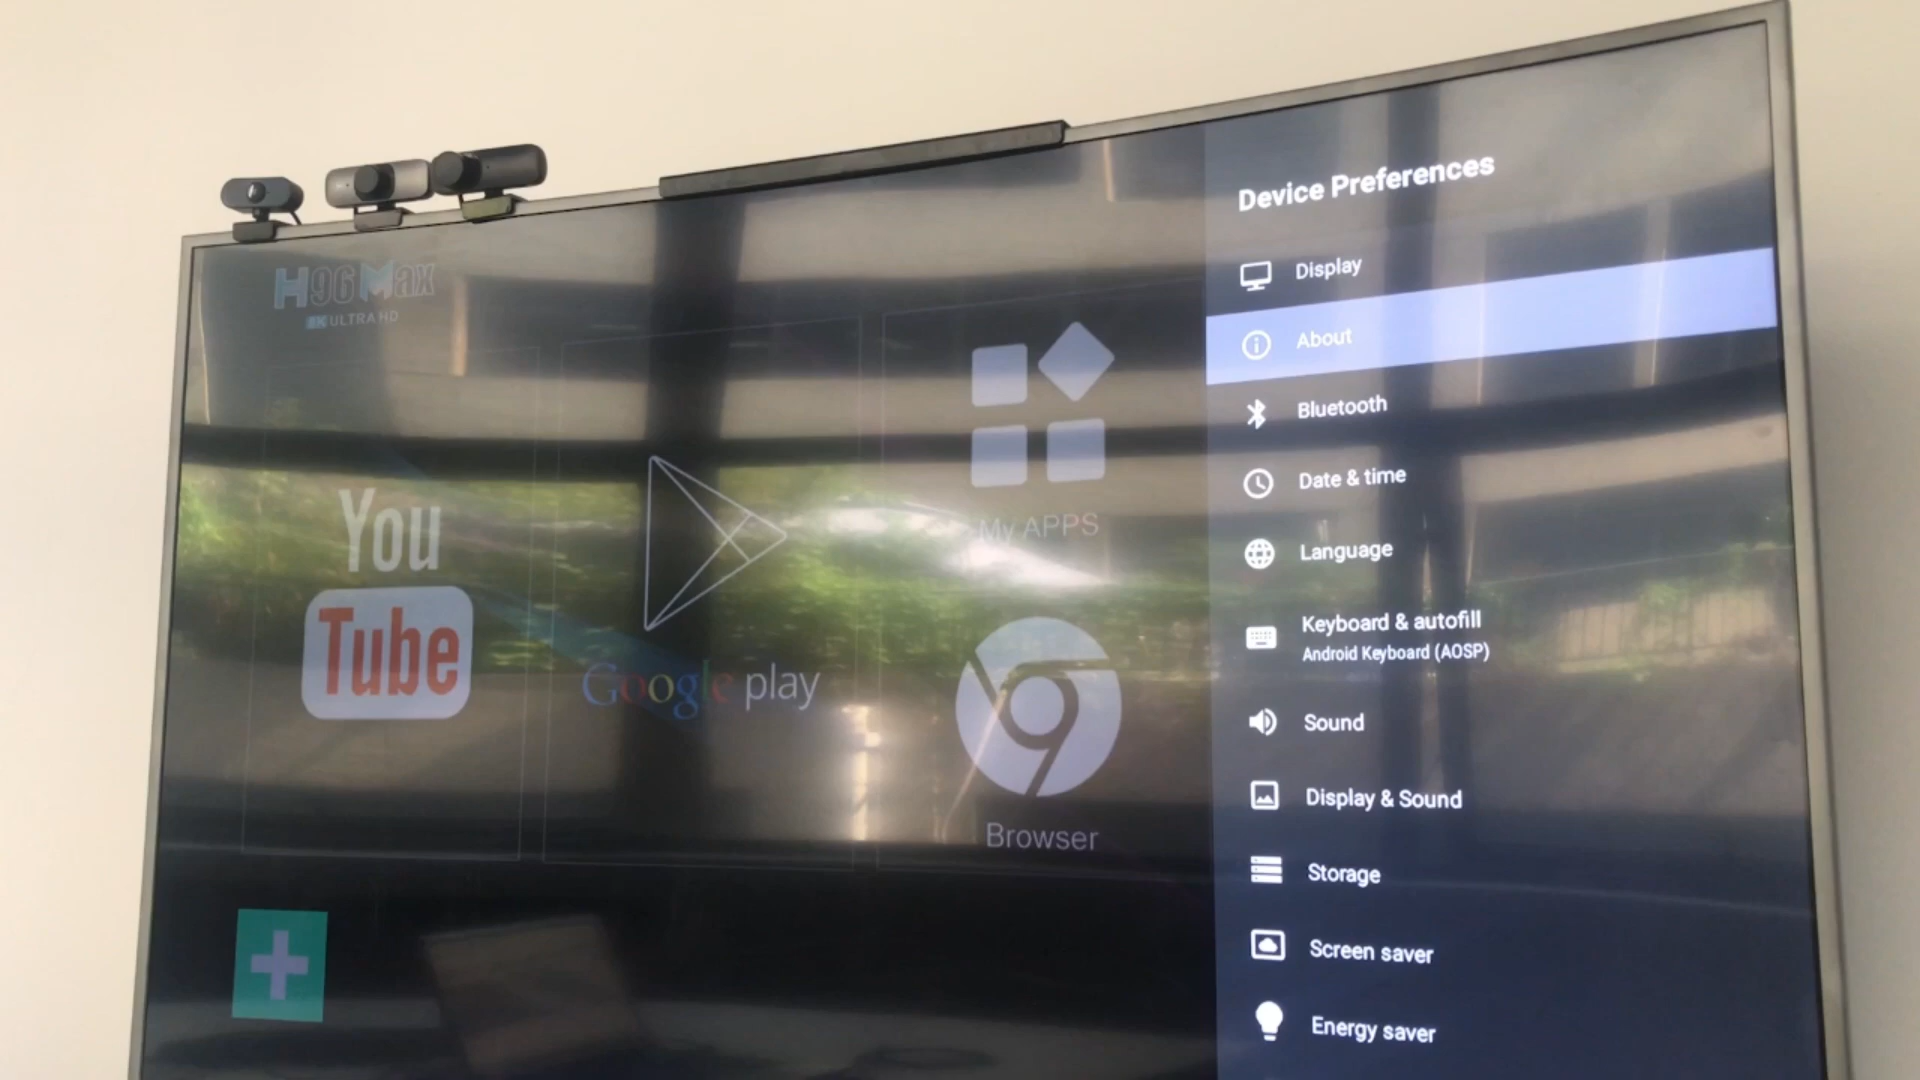 H96 Max
8K ULTRA HD
You
Tube
Google play
My APPS
Browser
Device Preferences
Display
About
Bluetooth
Date & time
Language
Keyboard & autofill
Android Keyboard (AOSP)
Sound
Display & Sound
Storage
Screen saver
Energy saver